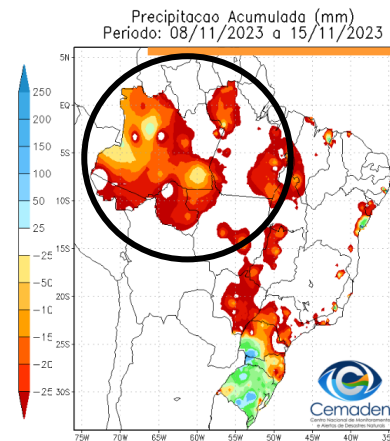 Precipitacao Acumulada (mm)
Periodo: 08/11/2023 a 15/11/2023
250
200
150
100
50
25
-25
-50
-10
-15
-20
-25
5N
EQ
5S
10S
15S
20S
25S
30S
75W 70W 65W 60W 55W 50W 45W 40W
Cemaden
Centro Nacional de Monitoramento
e Alertas de Desastres Naturais